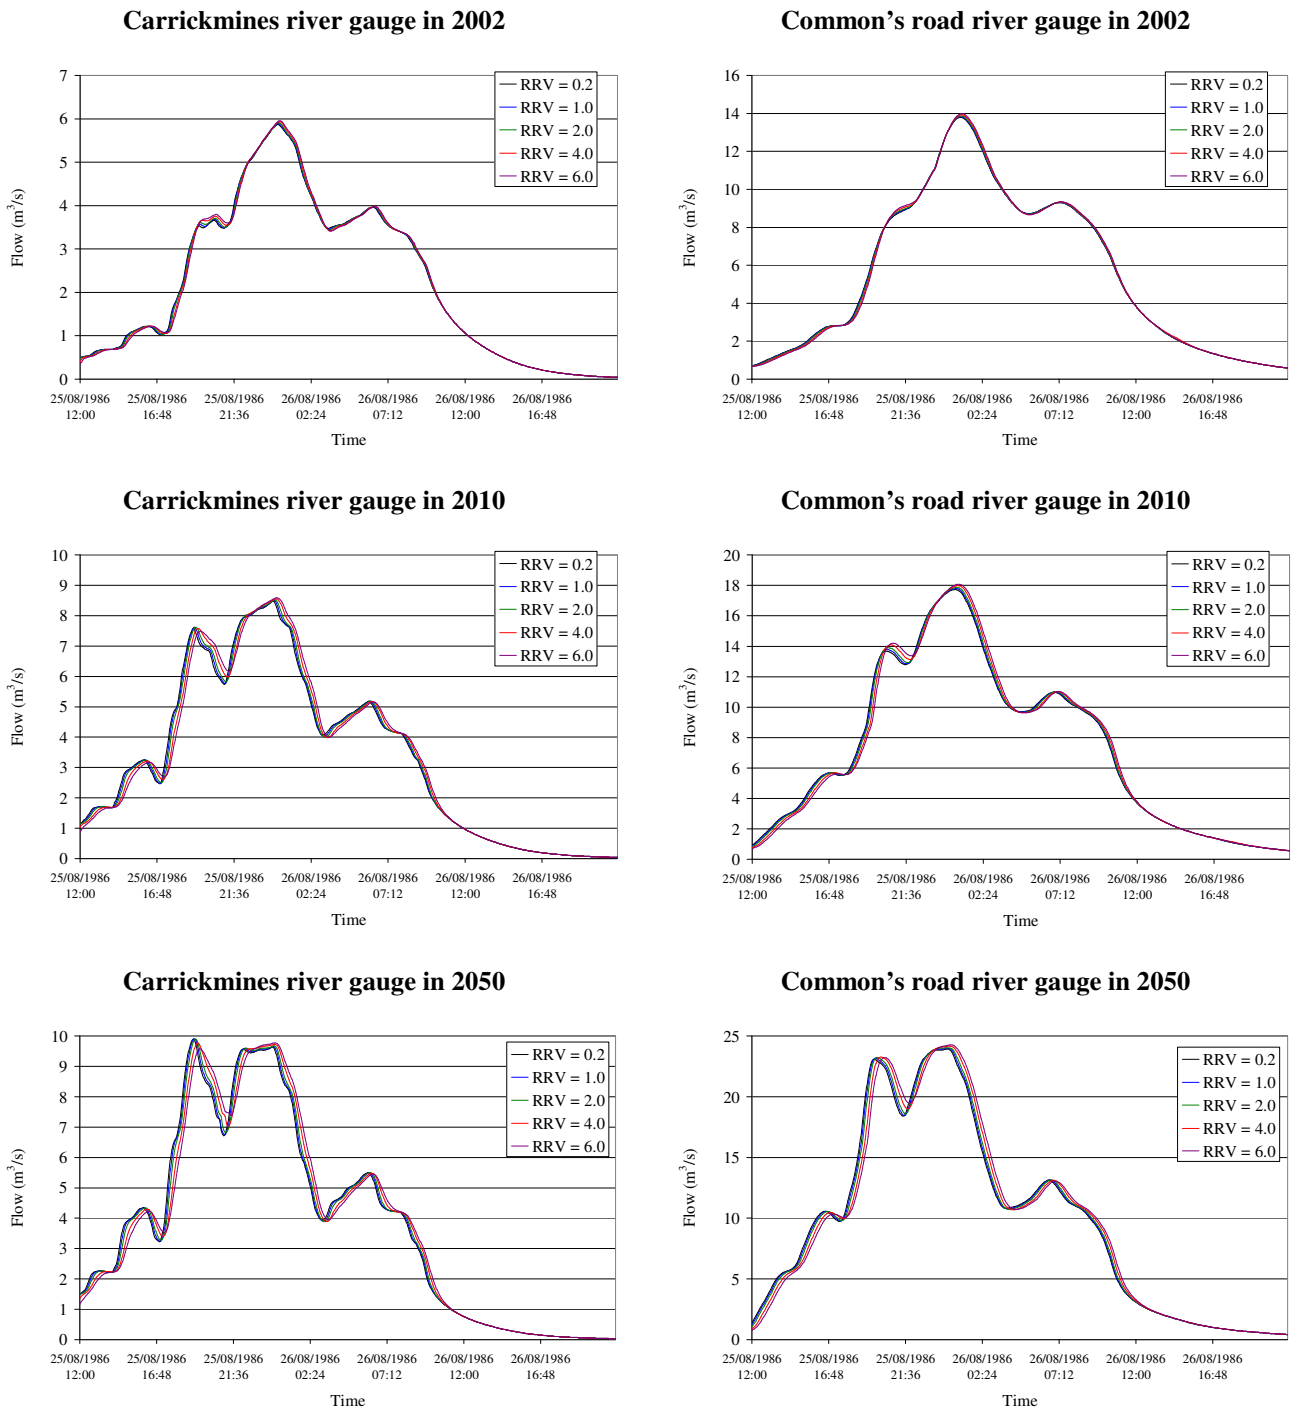 Carrickmines river gauge in 2002
Flow (m³/s)
7
6
5
4
3
2
1
0
RRV = 0.2
RRV = 1.0
RRV = 2.0
RRV = 4.0
RRV = 6.0
25/08/1986 25/08/1986 25/08/1986 26/08/1986 26/08/1986 26/08/1986 26/08/1986
12:00 16:48 21:36 02:24 07:12 12:00 16:48
Time
Common's road river gauge in 2002
Flow (m³/s)
16
14
12
10
8
6
4
2
0
RRV = 0.2
RRV = 1.0
RRV = 2.0
RRV = 4.0
RRV = 6.0
25/08/1986 25/08/1986 25/08/1986 26/08/1986 26/08/1986 26/08/1986 26/08/1986
12:00 16:48 21:36 02:24 07:12 12:00 16:48
Time
Carrickmines river gauge in 2010
Flow (m³/s)
10
9
8
7
6
5
4
3
2
1
0
RRV = 0.2
RRV = 1.0
RRV = 2.0
RRV = 4.0
RRV = 6.0
25/08/1986 25/08/1986 25/08/1986 26/08/1986 26/08/1986 26/08/1986 26/08/1986
12:00 16:48 21:36 02:24 07:12 12:00 16:48
Time
Common's road river gauge in 2010
Flow (m³/s)
20
18
16
14
12
10
8
6
4
2
0
RRV = 0.2
RRV = 1.0
RRV = 2.0
RRV = 4.0
RRV = 6.0
25/08/1986 25/08/1986 25/08/1986 26/08/1986 26/08/1986 26/08/1986 26/08/1986
12:00 16:48 21:36 02:24 07:12 12:00 16:48
Time
Carrickmines river gauge in 2050
Flow (m³/s)
10
9
8
7
6
5
4
3
2
1
0
RRV = 0.2
RRV = 1.0
RRV = 2.0
RRV = 4.0
RRV = 6.0
25/08/1986 25/08/1986 25/08/1986 26/08/1986 26/08/1986 26/08/1986 26/08/1986
12:00 16:48 21:36 02:24 07:12 12:00 16:48
Time
Common's road river gauge in 2050
Flow (m³/s)
25
20
15
10
5
0
RRV = 0.2
RRV = 1.0
RRV = 2.0
RRV = 4.0
RRV = 6.0
25/08/1986 25/08/1986 25/08/1986 26/08/1986 26/08/1986 26/08/1986 26/08/1986
12:00 16:48 21:36 02:24 07:12 12:00 16:48
Time